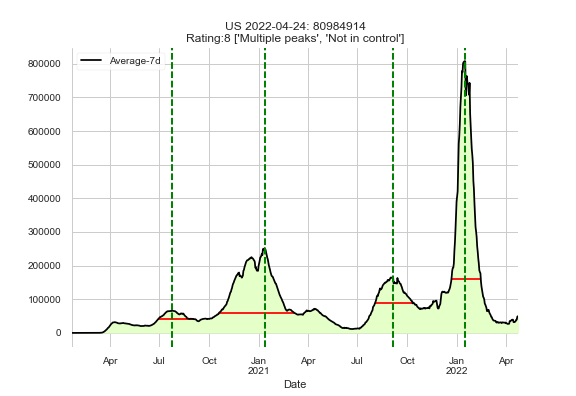 US 2022-04-24: 80984914
Rating:8 ['Multiple peaks', 'Not in control']
Average-7d
800000
700000
600000
500000
400000
300000
200000
100000
0
Apr Jul Oct Jan Apr Jul Oct Jan Apr
2021 2022
Date